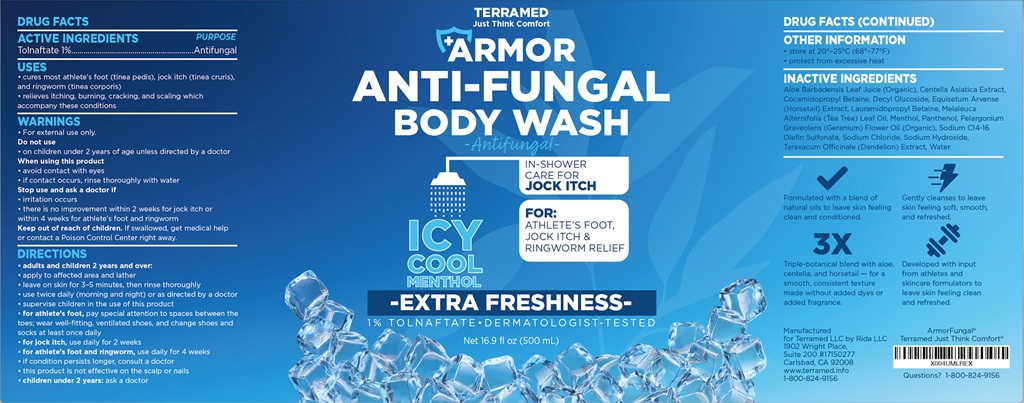 DRUG FACTS
ACTIVE INGREDIENTS PURPOSE
Tolnaftate 1%..............................................Antifungal
USES
• cures most athlete's foot (tinea pedis), jock itch (tinea cruris),
and ringworm (tinea corporis)
• relieves itching, burning, cracking, and scaling which
accompany these conditions
WARNINGS
• For external use only.
Do not use
• on children under 2 years of age unless directed by a doctor
When using this product
• avoid contact with eyes
• if contact occurs, rinse thoroughly with water
Stop use and ask a doctor if
• irritation occurs
• there is no improvement within 2 weeks for jock itch or
within 4 weeks for athlete's foot and ringworm
Keep out of reach of children. If swallowed, get medical help
or contact a Poison Control Center right away.
DIRECTIONS
• adults and children 2 years and over:
• apply to affected area and lather
• leave on skin for 3–5 minutes, then rinse thoroughly
• use twice daily (morning and night) or as directed by a doctor
• supervise children in the use of this product
• for athlete's foot, pay special attention to spaces between the
toes; wear well-fitting, ventilated shoes, and change shoes and
socks at least once daily
• for jock itch, use daily for 2 weeks
• for athlete's foot and ringworm, use daily for 4 weeks
• if condition persists longer, consult a doctor
• this product is not effective on the scalp or nails
• children under 2 years: ask a doctor
TERRAMED
Just Think Comfort
ARMOR
ANTI-FUNGAL
BODY WASH
-Antifungal-
IN-SHOWER
CARE FOR
JOCK ITCH
FOR:
ATHLETE'S FOOT,
JOCK ITCH &
RINGWORM RELIEF
ICY
COOL
MENTHOL
-EXTRA FRESHNESS-
1% TOLNAFTATE•DERMATOLOGIST-TESTED
Net 16.9 fl oz (500 mL)
DRUG FACTS (CONTINUED)
OTHER INFORMATION
• store at 20°–25°C (68°–77°F)
• protect from excessive heat
INACTIVE INGREDIENTS
Aloe Barbadensis Leaf Juice (Organic), Centella Asiatica Extract,
Cocamidopropyl Betaine, Decyl Glucoside, Equisetum Arvense
(Horsetail) Extract, Lauramidopropyl Betaine, Melaleuca
Alternifolia (Tea Tree) Leaf Oil, Menthol, Panthenol, Pelargonium
Graveolens (Geranium) Flower Oil (Organic), Sodium C14-16
Olefin Sulfonate, Sodium Chloride, Sodium Hydroxide,
Taraxacum Officinale (Dandelion) Extract, Water.
Formulated with a blend of
natural oils to leave skin feeling
clean and conditioned.
Gently cleanses to leave
skin feeling soft, smooth,
and refreshed.
3X
Triple-botanical blend with aloe,
centella, and horsetail — for a
smooth, consistent texture
made without added dyes or
added fragrance.
Developed with input
from athletes and
skincare formulators to
leave skin feeling clean
and refreshed.
Manufactured
for Terramed LLC by Rida LLC
1902 Wright Place,
Suite 200 #17150277
Carlsbad, CA 92008
www.terramed.info
1-800-824-9156
ArmorFungal®
Terramed Just Think Comfort®
X004UMLREX
Questions? 1-800-824-9156